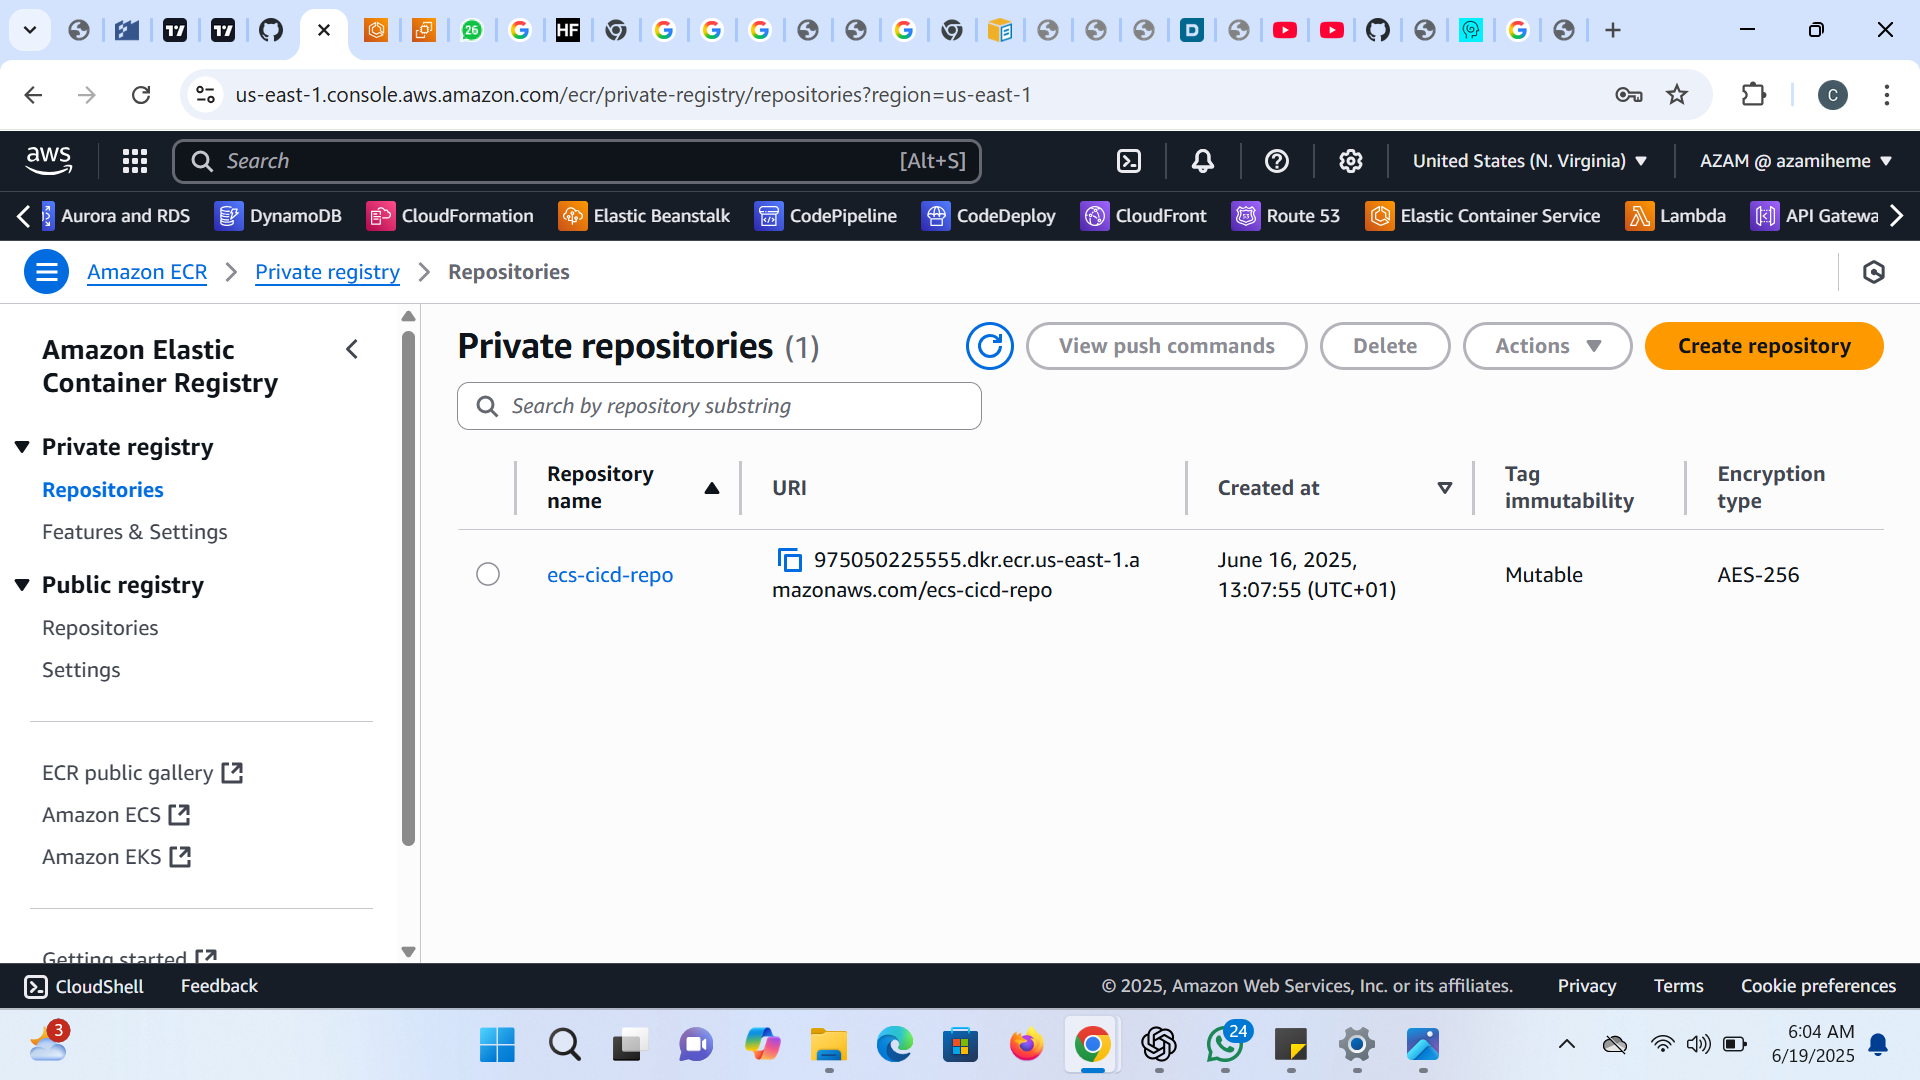 26
HF
D
us-east-1.console.aws.amazon.com/ecr/private-registry/repositories?region=us-east-1
C
aws
Search
[Alt+S]
United States (N. Virginia)
AZAM @ azamiheme
Aurora and RDS
DynamoDB
CloudFormation
Elastic Beanstalk
CodePipeline
CodeDeploy
CloudFront
Route 53
Elastic Container Service
Lambda
API Gatewa
Amazon ECR
Private registry
Repositories
Amazon Elastic
Container Registry
Private registry
Repositories
Features & Settings
Public registry
Repositories
Settings
ECR public gallery
Amazon ECS
Amazon EKS
Getting started
Private repositories (1)
View push commands
Delete
Actions
Create repository
Search by repository substring
Repository
name
URI
Created at
Tag
immutability
Encryption
type
ecs-cicd-repo
975050225555.dkr.ecr.us-east-1.a
mazonaws.com/ecs-cicd-repo
June 16, 2025,
13:07:55 (UTC+01)
Mutable
AES-256
CloudShell
Feedback
© 2025, Amazon Web Services, Inc. or its affiliates.
Privacy
Terms
Cookie preferences
3
24
6:04 AM
6/19/2025